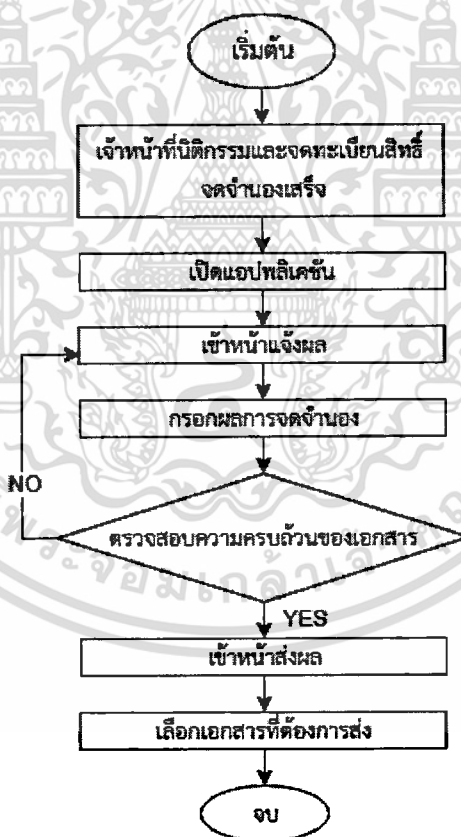 เริ่มต้น
เจ้าหน้าที่นิติกรรมและจดทะเบียนสิทธิ์
จดจำนองเสร็จ
เปิดแอปพลิเคชัน
เข้าหน้าแจ้งผล
กรอกผลการจดจำนอง
NO
ตรวจสอบความครบถ้วนของเอกสาร
YES
เข้าหน้าส่งผล
เลือกเอกสารที่ต้องการส่ง
จบ